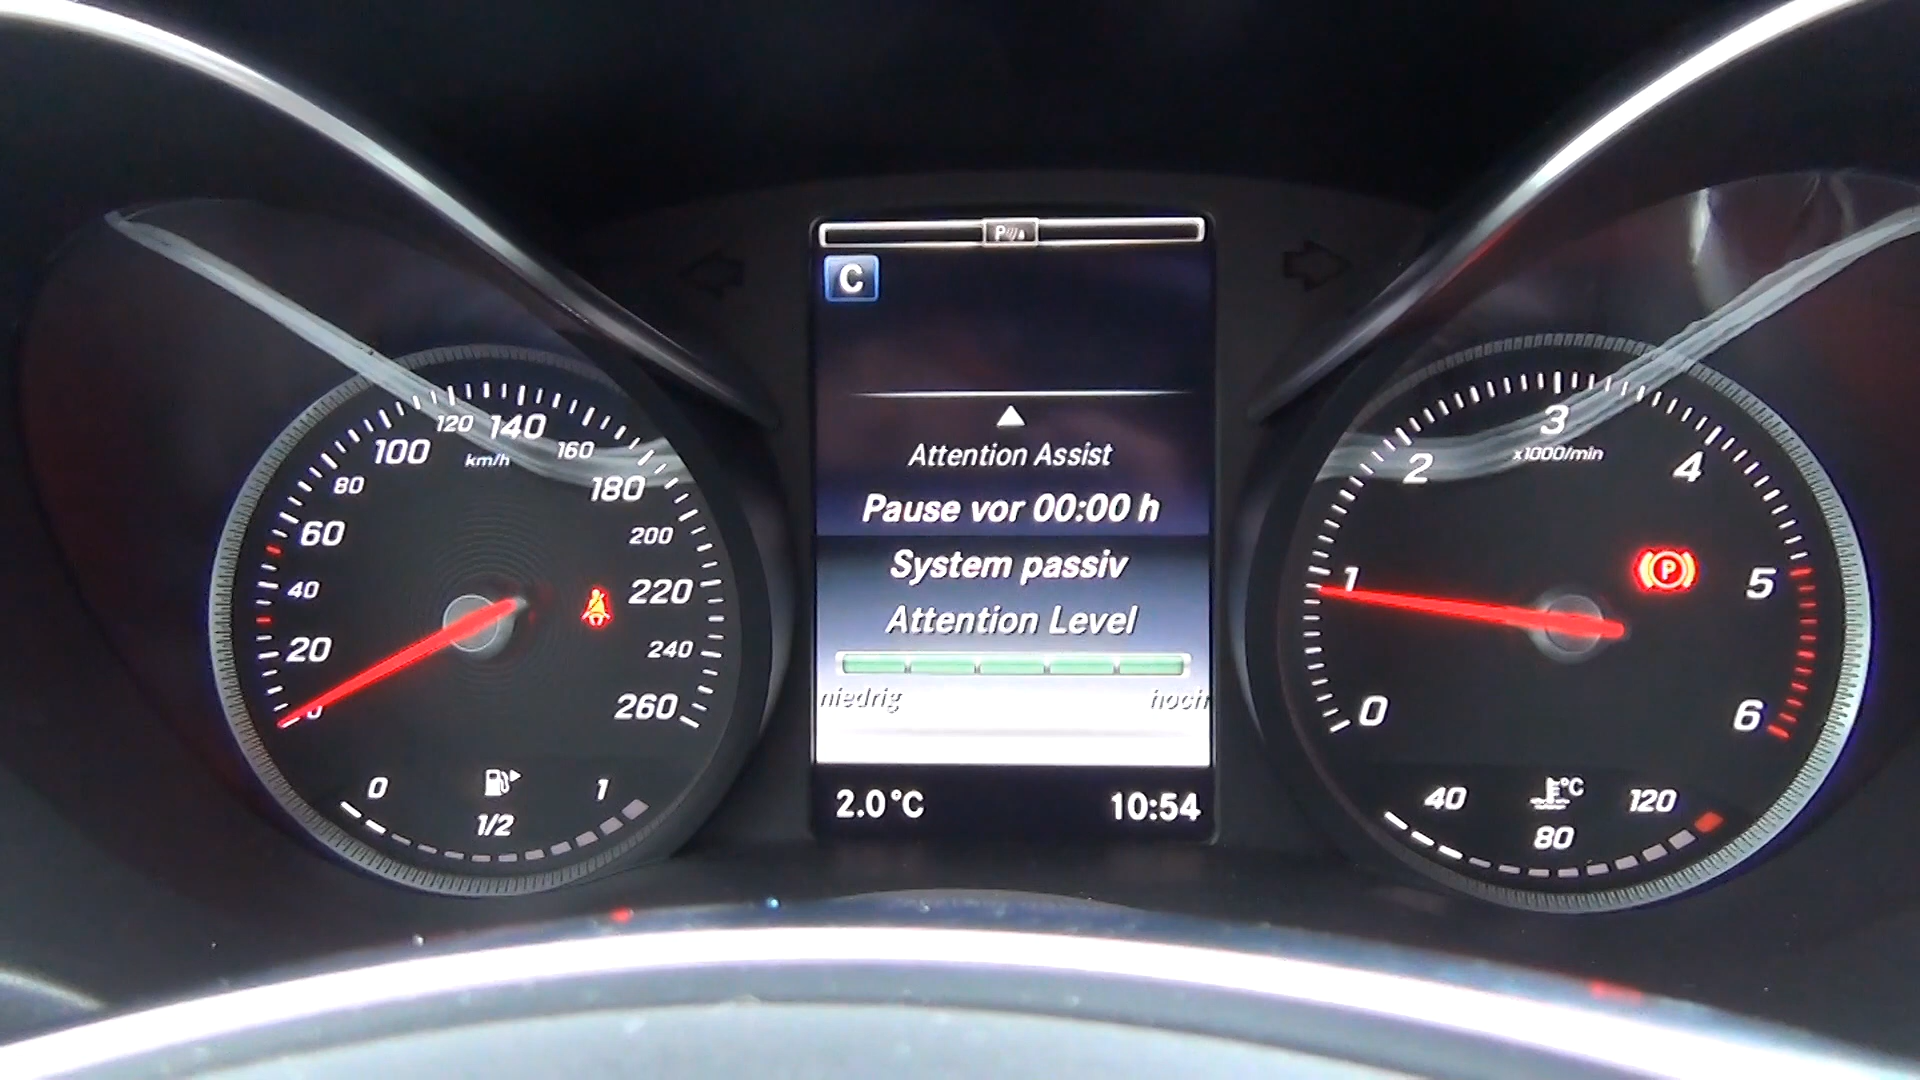 P
C
Attention Assist
Pause vor 00:00 h
System passiv
Attention Level
niedrig hoch
2.0°C 10:54
0
20
40
60
80
100
120
140
160
180
200
220
240
260
km/h
0 1/2 1
0
1
2
3
4
5
6
x1000/min
P
°C
40 80 120